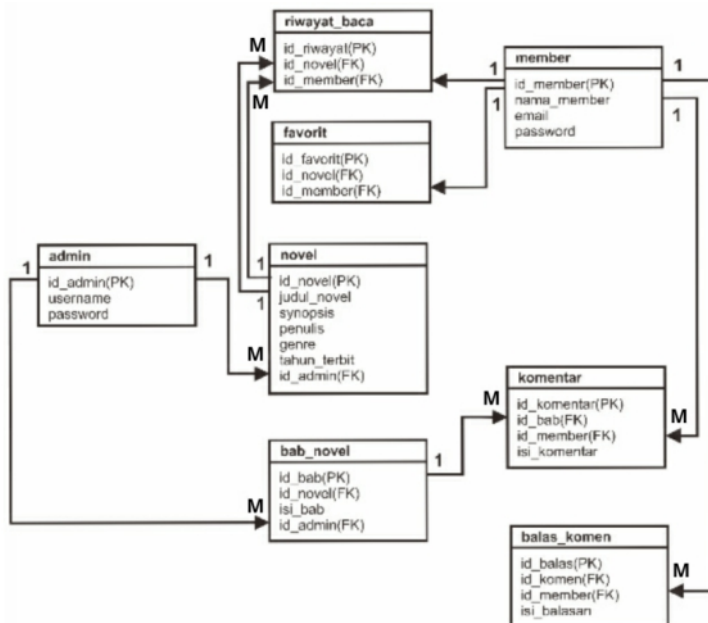 riwayat_baca
id_riwayat(PK)
id_novel(FK)
id_member(FK)
M
M
member
id_member(PK)
nama_member
email
password
1
1
1
1
favorit
id_favorit(PK)
id_novel(FK)
id_member(FK)
admin
id_admin(PK)
username
password
1
1
novel
id_novel(PK)
judul_novel
synopsis
penulis
genre
tahun_terbit
id_admin(FK)
1
1
M
komentar
id_komentar(PK)
id_bab(FK)
id_member(FK)
isi_komentar
M
M
bab_novel
id_bab(PK)
id_novel(FK)
isi_bab
id_admin(FK)
1
M
balas_komen
id_balas(PK)
id_komen(FK)
id_member(FK)
isi_balasan
M